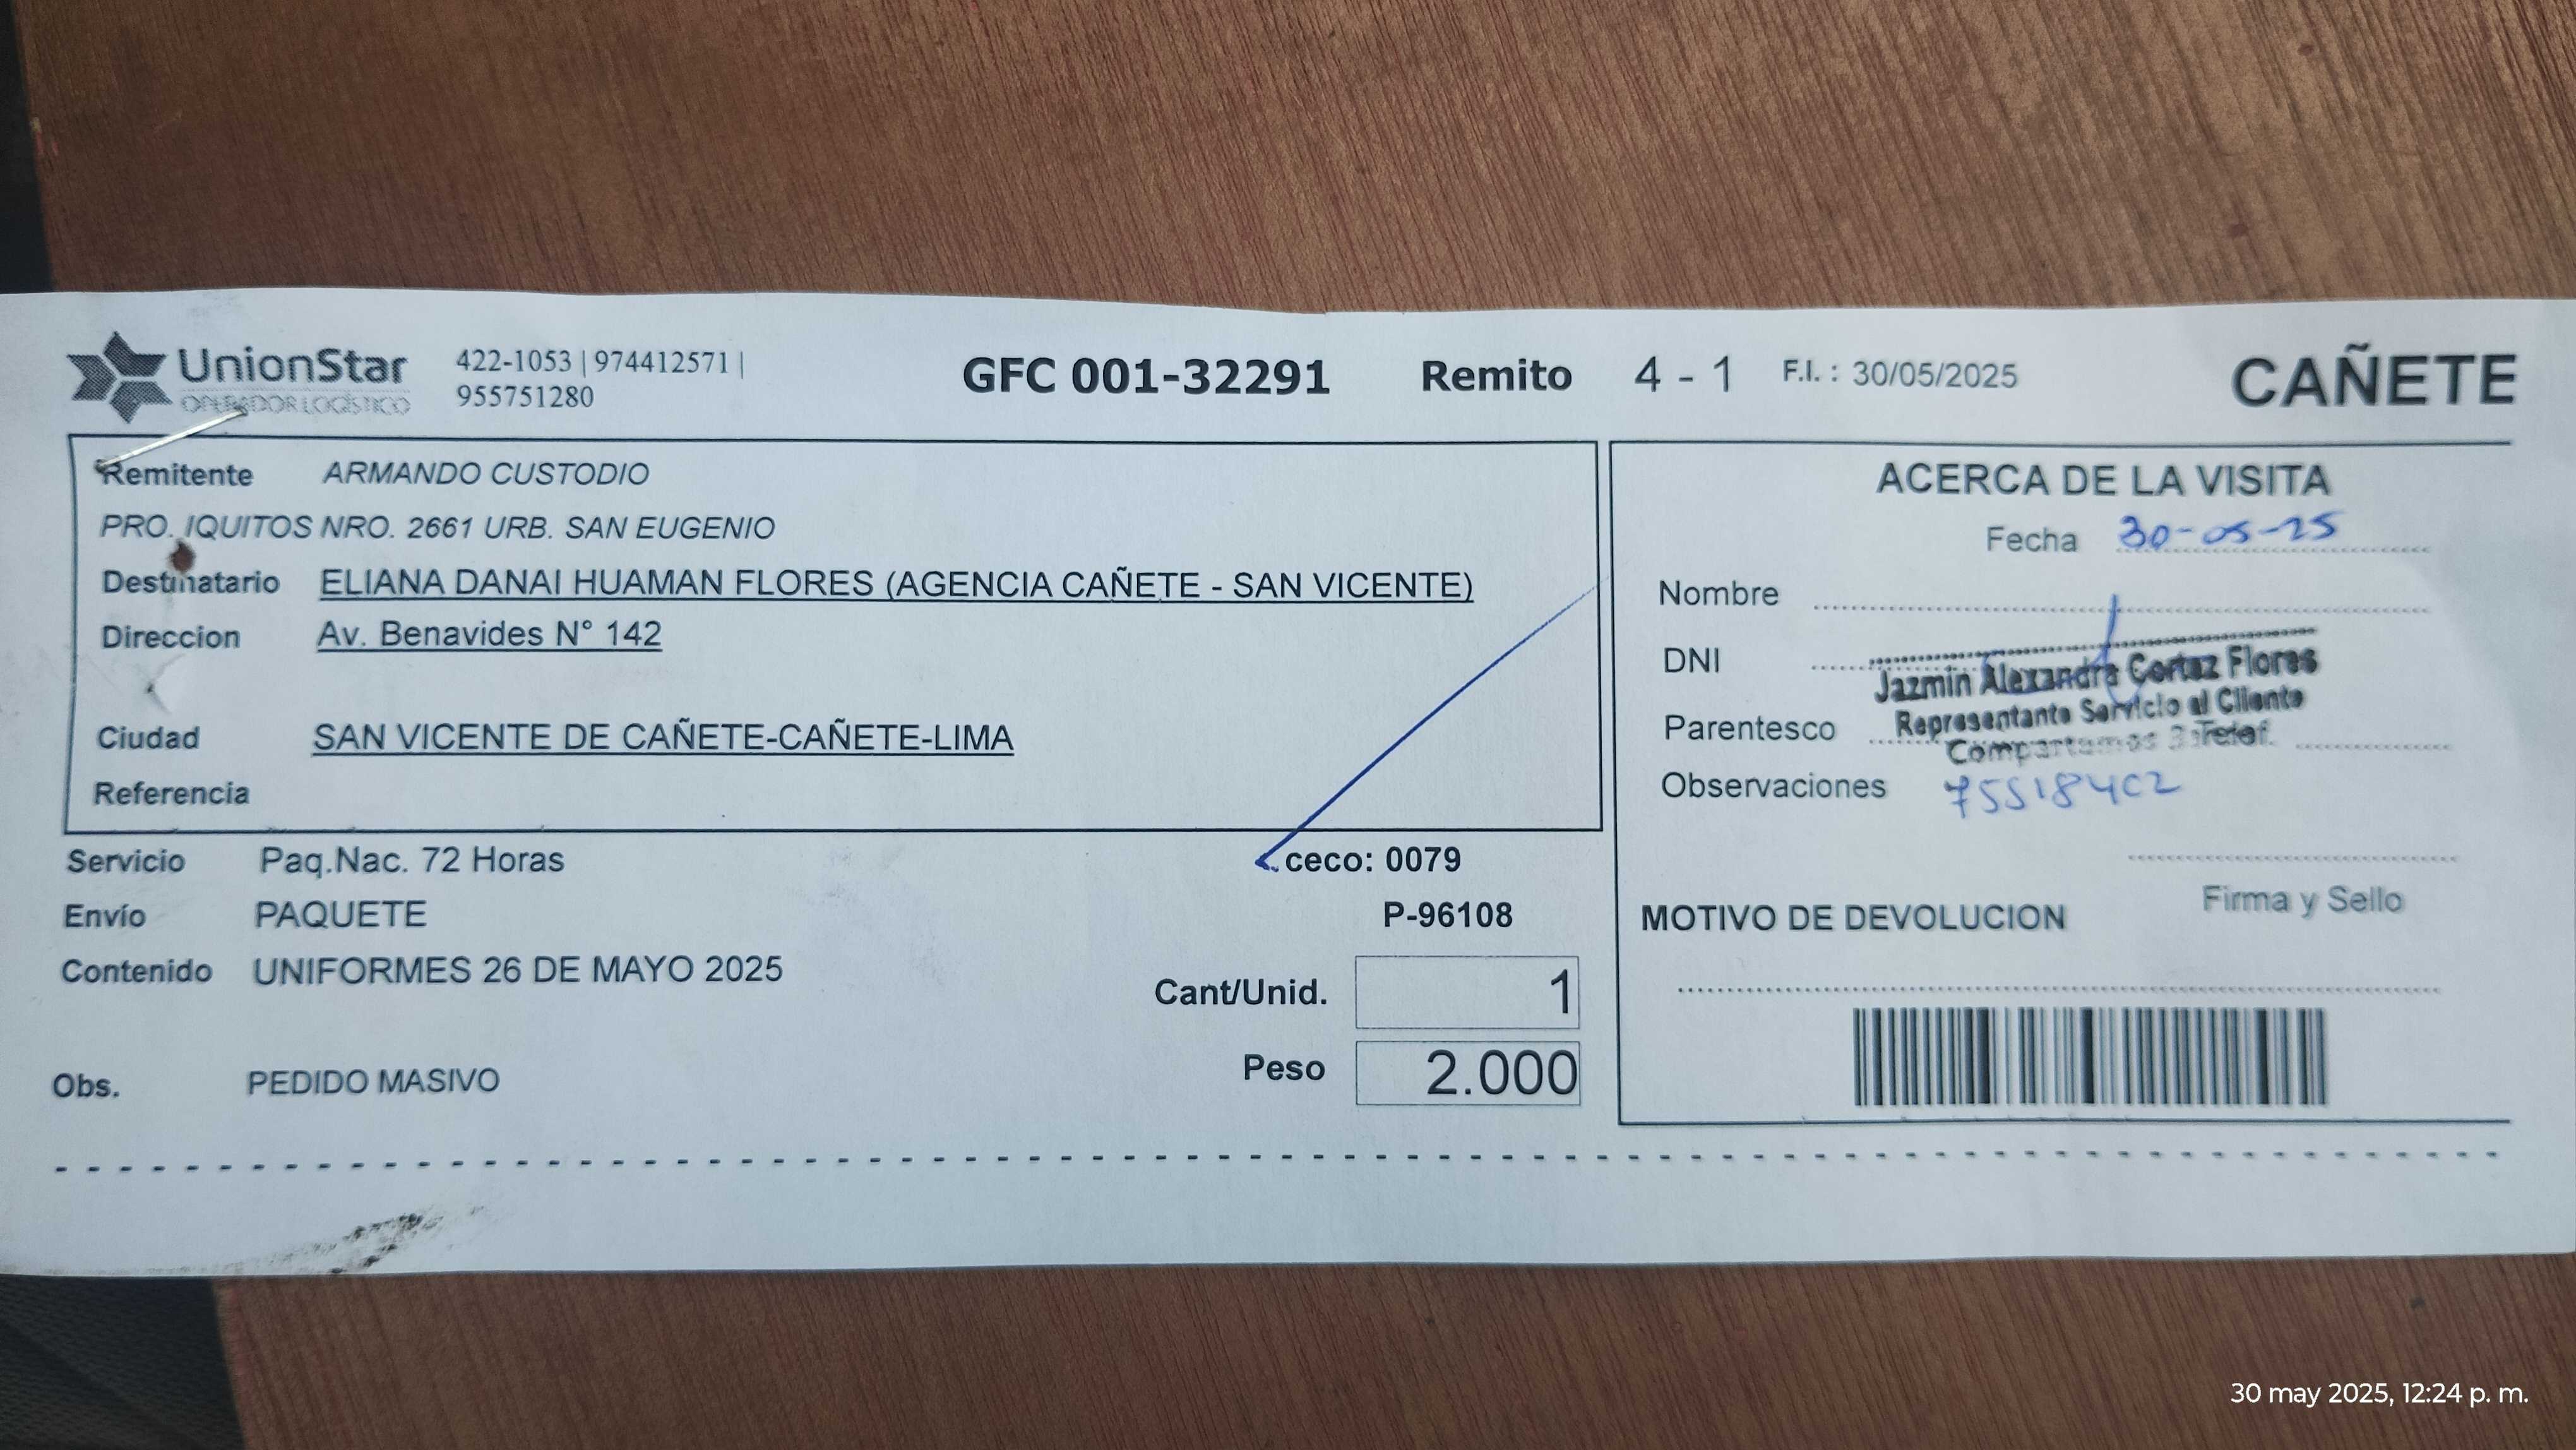 UnionStar
OPERADOR LOGÍSTICO
422-1053 | 974412571 |
955751280
GFC 001-32291 Remito 4 - 1 F.I. : 30/05/2025 CAÑETE
Remitente ARMANDO CUSTODIO
PRO. IQUITOS NRO. 2661 URB. SAN EUGENIO
Destinatario ELIANA DANAI HUAMAN FLORES (AGENCIA CAÑETE - SAN VICENTE)
Direccion Av. Benavides N° 142
Ciudad SAN VICENTE DE CAÑETE-CAÑETE-LIMA
Referencia
Servicio Paq.Nac. 72 Horas ceco: 0079
Envío PAQUETE P-96108
Contenido UNIFORMES 26 DE MAYO 2025
Cant/Unid. 1
Peso 2.000
Obs. PEDIDO MASIVO
ACERCA DE LA VISITA
Fecha 30-05-25
Nombre
DNI
Jazmin Alexandra Cortaz Flores
Representante Servicio al Cliente
Parentesco
Compartamos Telef.
Observaciones
Firma y Sello
MOTIVO DE DEVOLUCION
30 may 2025, 12:24 p. m.